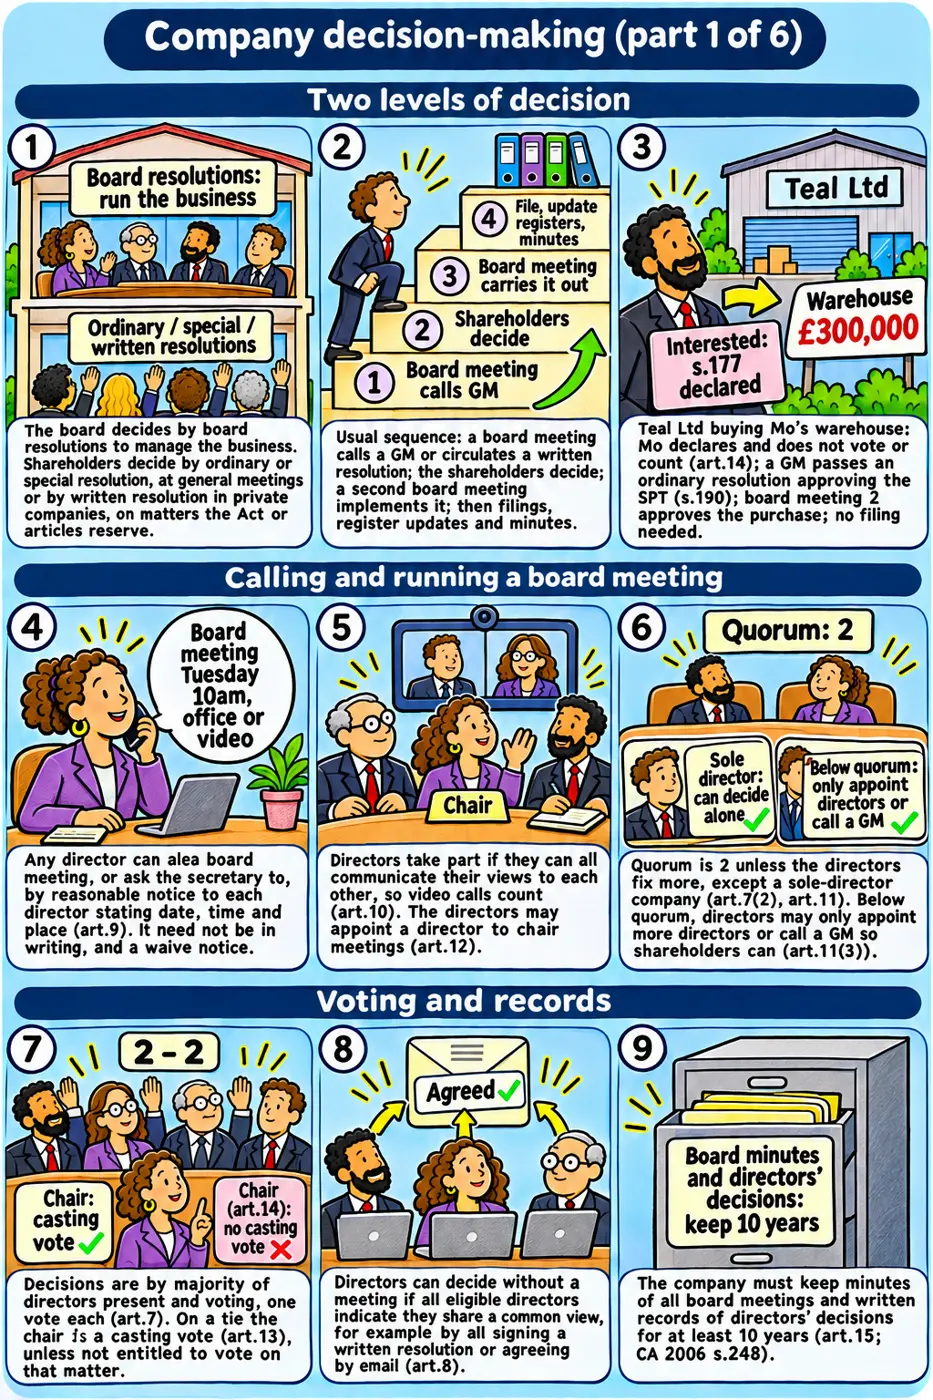 Company decision-making (part 1 of 6)
Two levels of decision
1
Board resolutions:
run the business
Ordinary / special /
written resolutions
The board decides by board
resolutions to manage the business.
Shareholders decide by ordinary or
special resolution, at general meetings
or by written resolution in private
companies, on matters the Act or
articles reserve.
2
4
File, update
registers,
minutes
3
Board meeting
carries it out
2
Shareholders
decide
1
Board meeting
calls GM
Usual sequence: a board meeting
calls a GM or circulates a written
resolution; the shareholders decide;
a second board meeting
implements it; then filings,
register updates and minutes.
3
Teal Ltd
Warehouse
£300,000
Interested:
s.177
declared
Teal Ltd buying Mo's warehouse:
Mo declares and does not vote or
count (art.14); a GM passes an
ordinary resolution approving the
SPT (s.190); board meeting 2
approves the purchase; no filing
needed.
Calling and running a board meeting
4
Board
meeting
Tuesday
10am,
office or
video
Any director can alea board
meeting, or ask the secretary to,
by reasonable notice to each
director stating date, time and
place (art.9). It need not be in
writing, and a waive notice.
5
Chair
Directors take part if they can all
communicate their views to each
other, so video calls count
(art.10). The directors may
appoint a director to chair
meetings (art.12).
6
Quorum: 2
Sole
director:
can decide
alone
Below quorum:
only appoint
directors or
call a GM
Quorum is 2 unless the directors
fix more, except a sole-director
company (art.7(2), art.11). Below
quorum, directors may only appoint
more directors or call a GM so
shareholders can (art.11(3)).
Voting and records
7
2 - 2
Chair:
casting
vote
Chair
(art.14):
no casting
vote
Decisions are by majority of
directors present and voting, one
vote each (art.7). On a tie the
chair is a casting vote (art.13),
unless not entitled to vote on
that matter.
8
Agreed
Directors can decide without a
meeting if all eligible directors
indicate they share a common view,
for example by all signing a
written resolution or agreeing
by email (art.8).
9
Board minutes
and directors'
decisions:
keep 10 years
The company must keep minutes
of all board meetings and written
records of directors' decisions
for at least 10 years (art.15;
CA 2006 s.248).